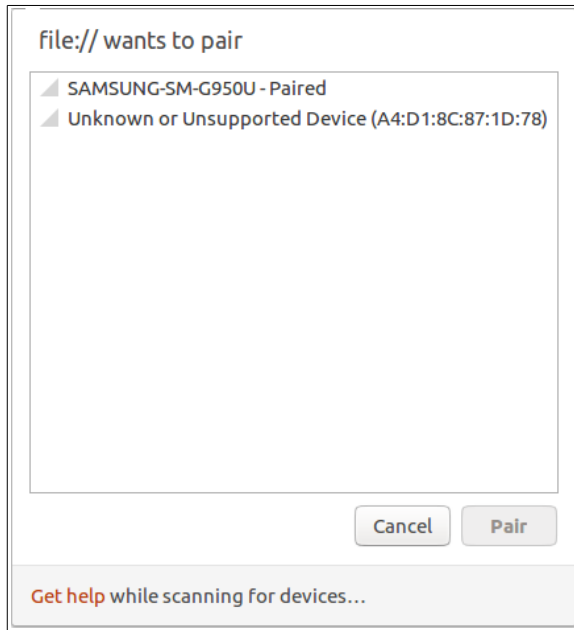 file:// wants to pair
SAMSUNG-SM-G950U - Paired
Unknown or Unsupported Device (A4:D1:8C:87:1D:78)
Cancel
Pair
Get help while scanning for devices…